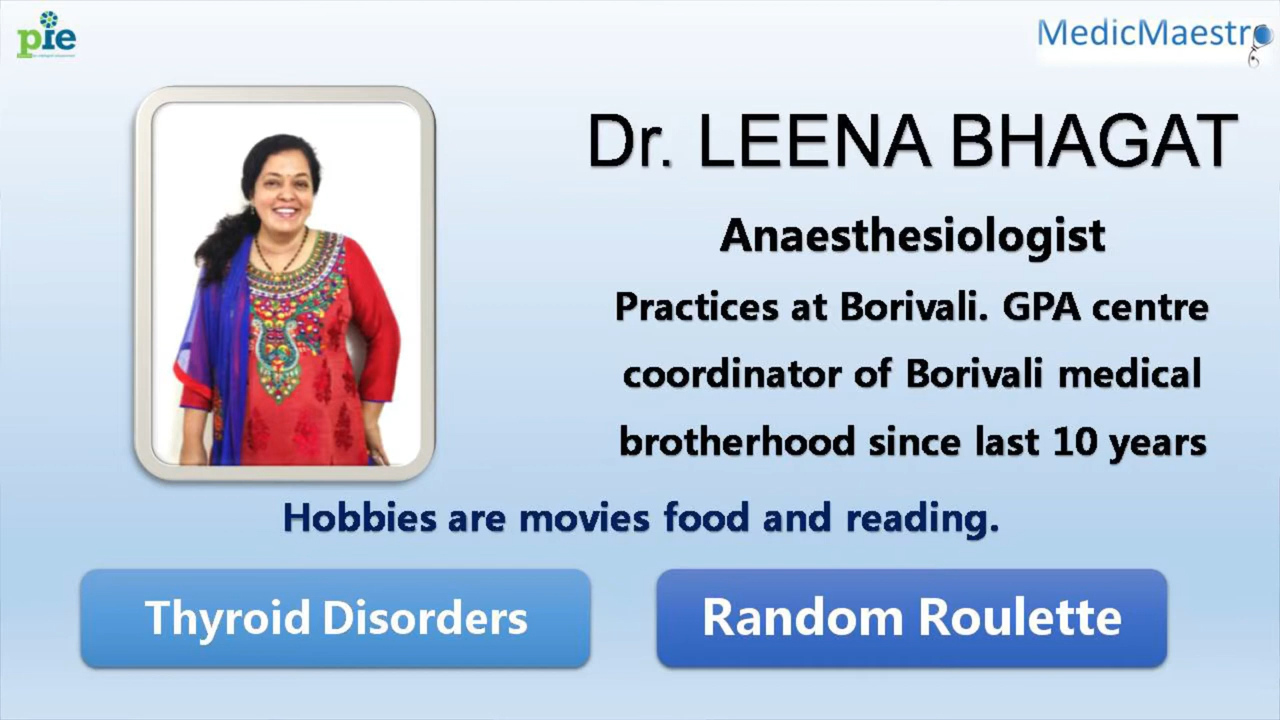 pie
MedicMaestro
Dr. LEENA BHAGAT
Anaesthesiologist
Practices at Borivali. GPA centre
coordinator of Borivali medical
brotherhood since last 10 years
Hobbies are movies food and reading.
Thyroid Disorders
Random Roulette